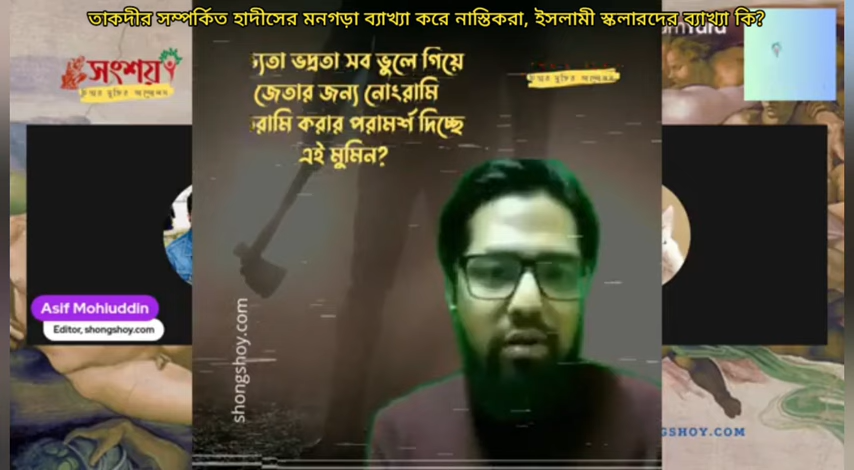 তাকদীর সম্পর্কিত হাদীসের মনগড়া ব্যাখ্যা করে নাস্তিকরা, ইসলামী স্কলারদের ব্যাখ্যা কি?
সংশয়
ভদ্রতা সব ভুলে গিয়ে
জেতার জন্য নোংরামি
করার পরামর্শ দিচ্ছে
এই মুমিন?
Asif Mohiuddin
Editor, shongshoy.com
shongshoy.com
GSHOY.COM